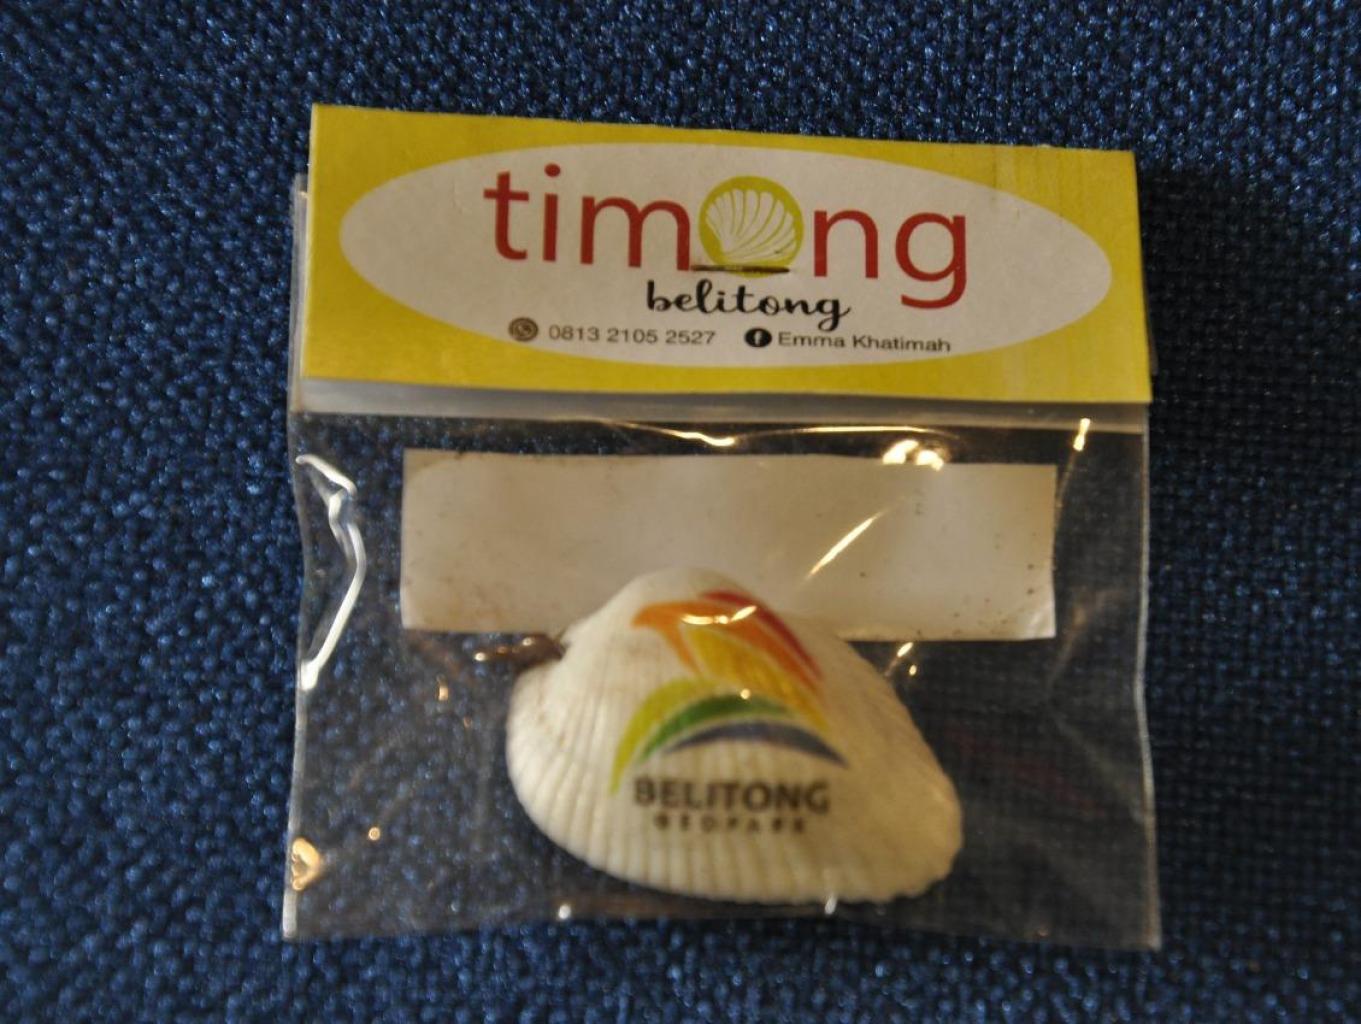 timong
belitong
0813 2105 2527 Emma Khatimah
BELITONG
GEOPARK